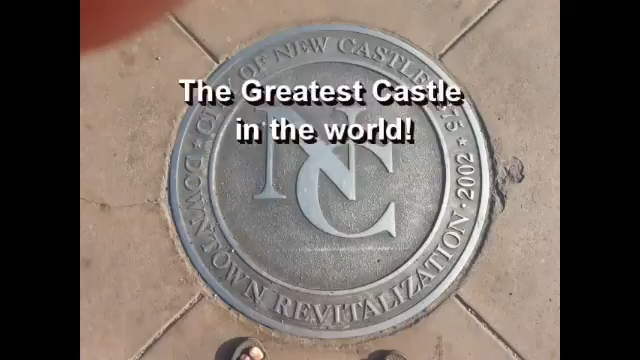 The Greatest Castle
in the world!
OF NEW CASTLE
NC
DOWNTOWN REVITALIZATION • 2002